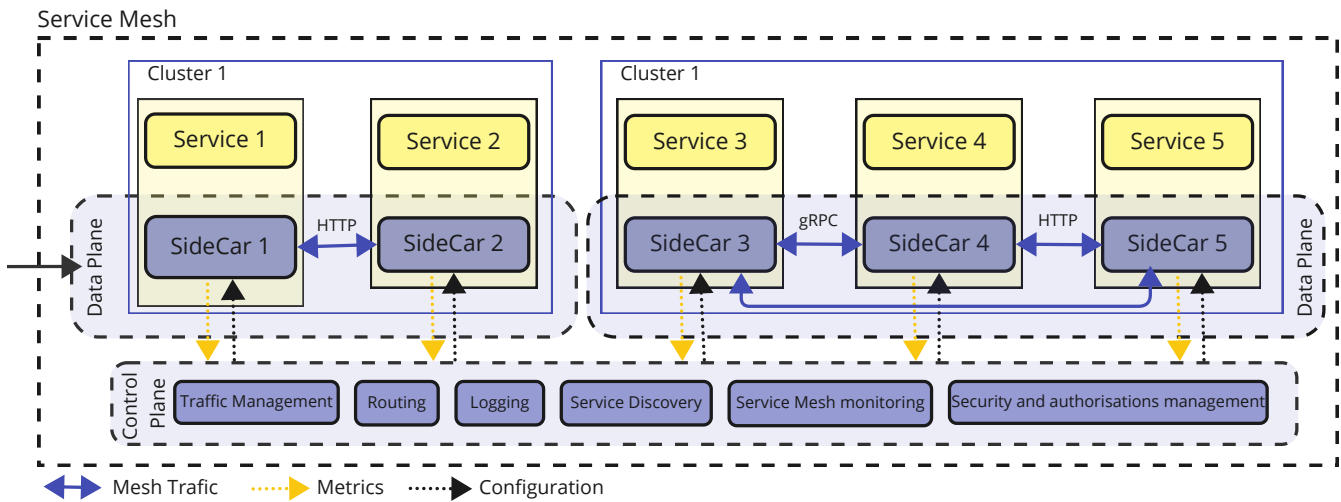 Service Mesh
Cluster 1
Cluster 1
Service 1
Service 2
Service 3
Service 4
Service 5
Data Plane
SideCar 1
HTTP
SideCar 2
SideCar 3
gRPC
SideCar 4
HTTP
SideCar 5
Data Plane
Control
Plane
Traffic Management
Routing
Logging
Service Discovery
Service Mesh monitoring
Security and authorisations management
Mesh Trafic
Metrics
Configuration